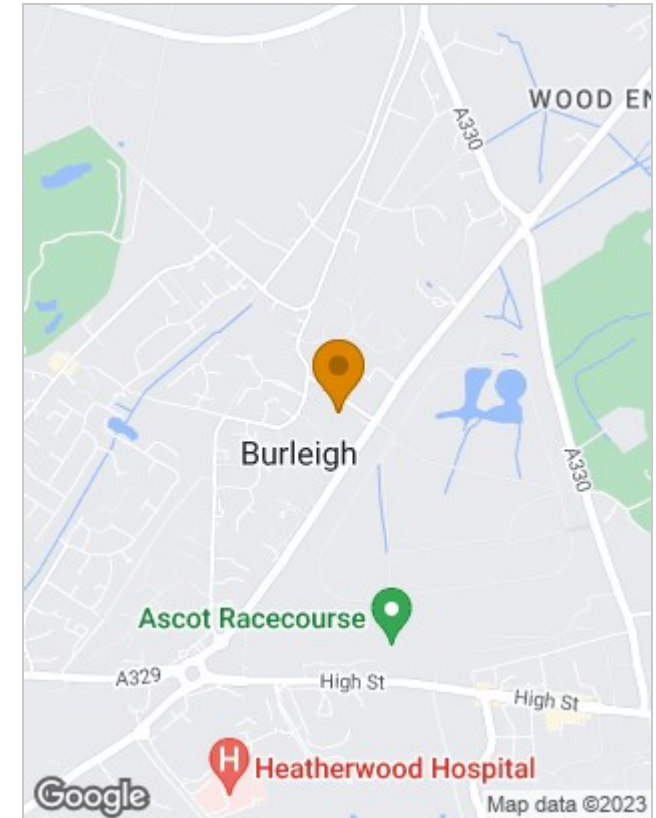 WOOD EN
A330
Burleigh
A330
Ascot Racecourse
A329
High St
High St
H
Heatherwood Hospital
Google
Map data ©2023